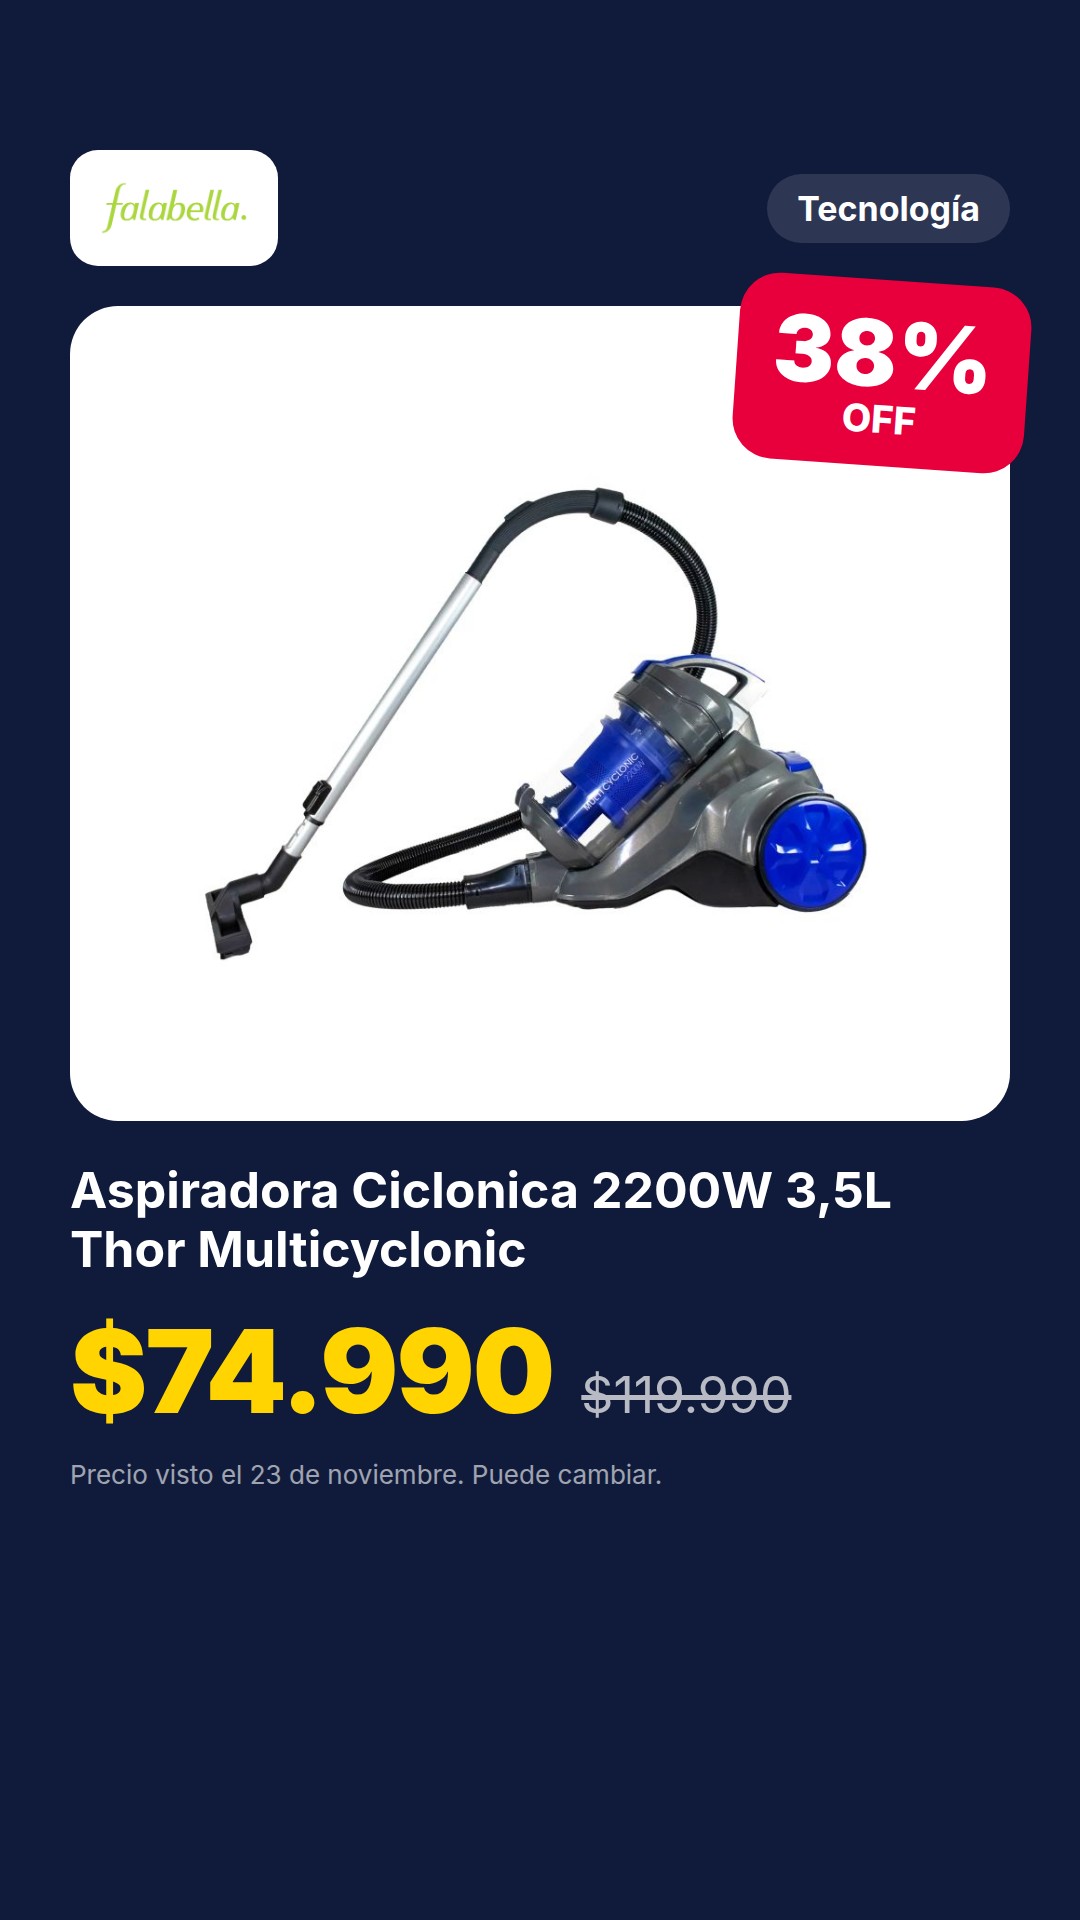 falabella.
Tecnología
38%
OFF
MULTICYCLONIC
2200W
Aspiradora Ciclonica 2200W 3,5L
Thor Multicyclonic
$74.990 $119.990
Precio visto el 23 de noviembre. Puede cambiar.